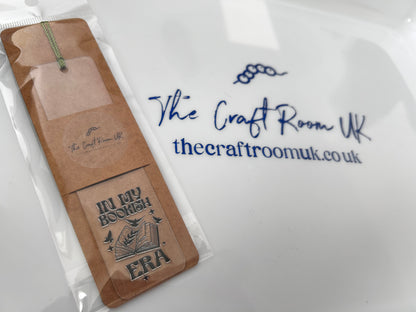 The Craft Room UK
IN MY
BOOKISH
ERA
The Craft Room UK
thecraftroomuk.co.uk